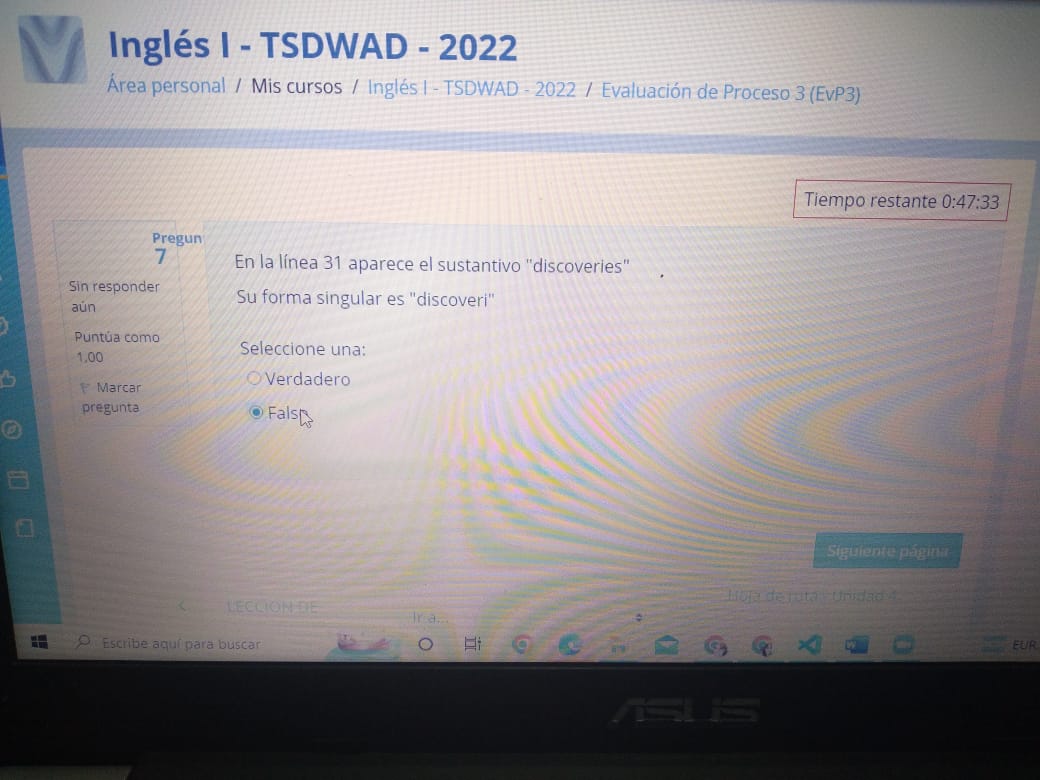 Inglés I - TSDWAD - 2022
Área personal / Mis cursos / Inglés I - TSDWAD - 2022 / Evaluación de Proceso 3 (EvP3)
Tiempo restante 0:47:33
Pregun
7
Sin responder
aún
Puntúa como
1,00
Marcar
pregunta
En la línea 31 aparece el sustantivo "discoveries"
Su forma singular es "discoveri"
Seleccione una:
Verdadero
Fals
Siguiente página
LECCION DE
Ir a...
Hoja de ruta - Unidad 4
Escribe aquí para buscar
EUR
ASUS